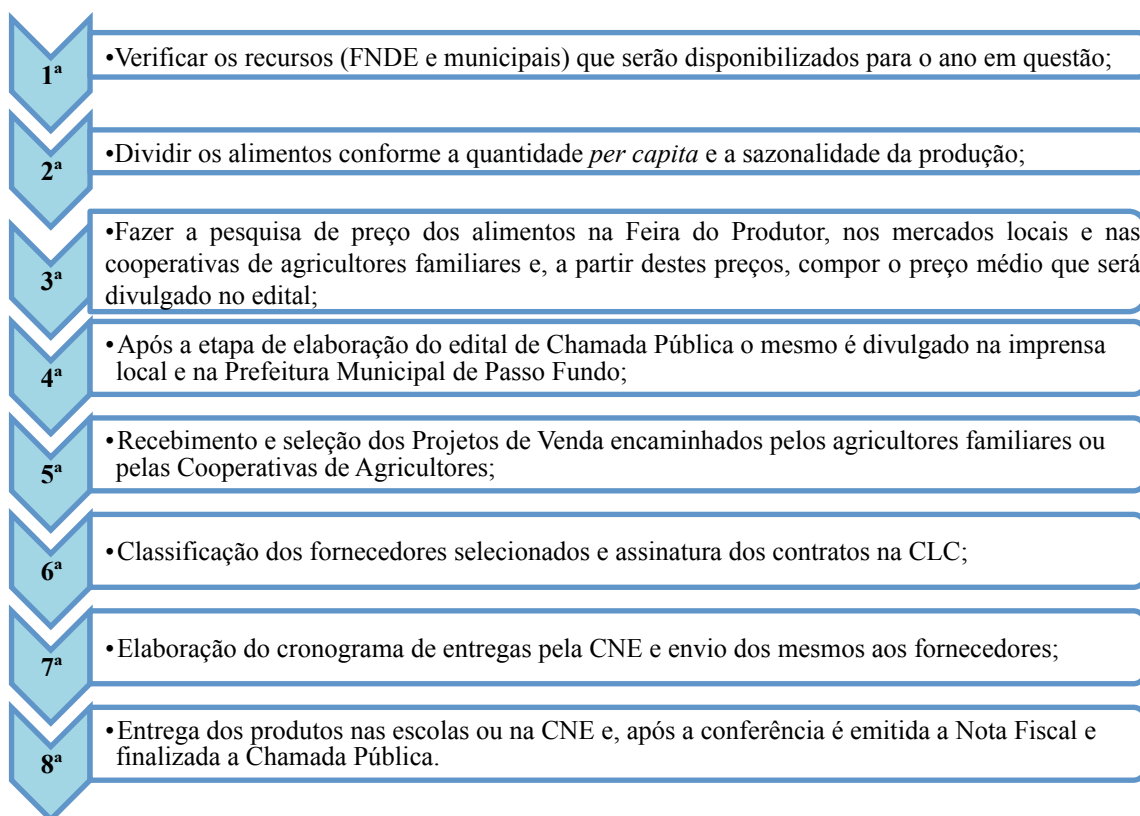 1ª
•Verificar os recursos (FNDE e municipais) que serão disponibilizados para o ano em questão;
2ª
•Dividir os alimentos conforme a quantidade per capita e a sazonalidade da produção;
3ª
•Fazer a pesquisa de preço dos alimentos na Feira do Produtor, nos mercados locais e nas
cooperativas de agricultores familiares e, a partir destes preços, compor o preço médio que será
divulgado no edital;
4ª
•Após a etapa de elaboração do edital de Chamada Pública o mesmo é divulgado na imprensa
local e na Prefeitura Municipal de Passo Fundo;
5ª
•Recebimento e seleção dos Projetos de Venda encaminhados pelos agricultores familiares ou
pelas Cooperativas de Agricultores;
6ª
•Classificação dos fornecedores selecionados e assinatura dos contratos na CLC;
7ª
•Elaboração do cronograma de entregas pela CNE e envio dos mesmos aos fornecedores;
8ª
•Entrega dos produtos nas escolas ou na CNE e, após a conferência é emitida a Nota Fiscal e
finalizada a Chamada Pública.